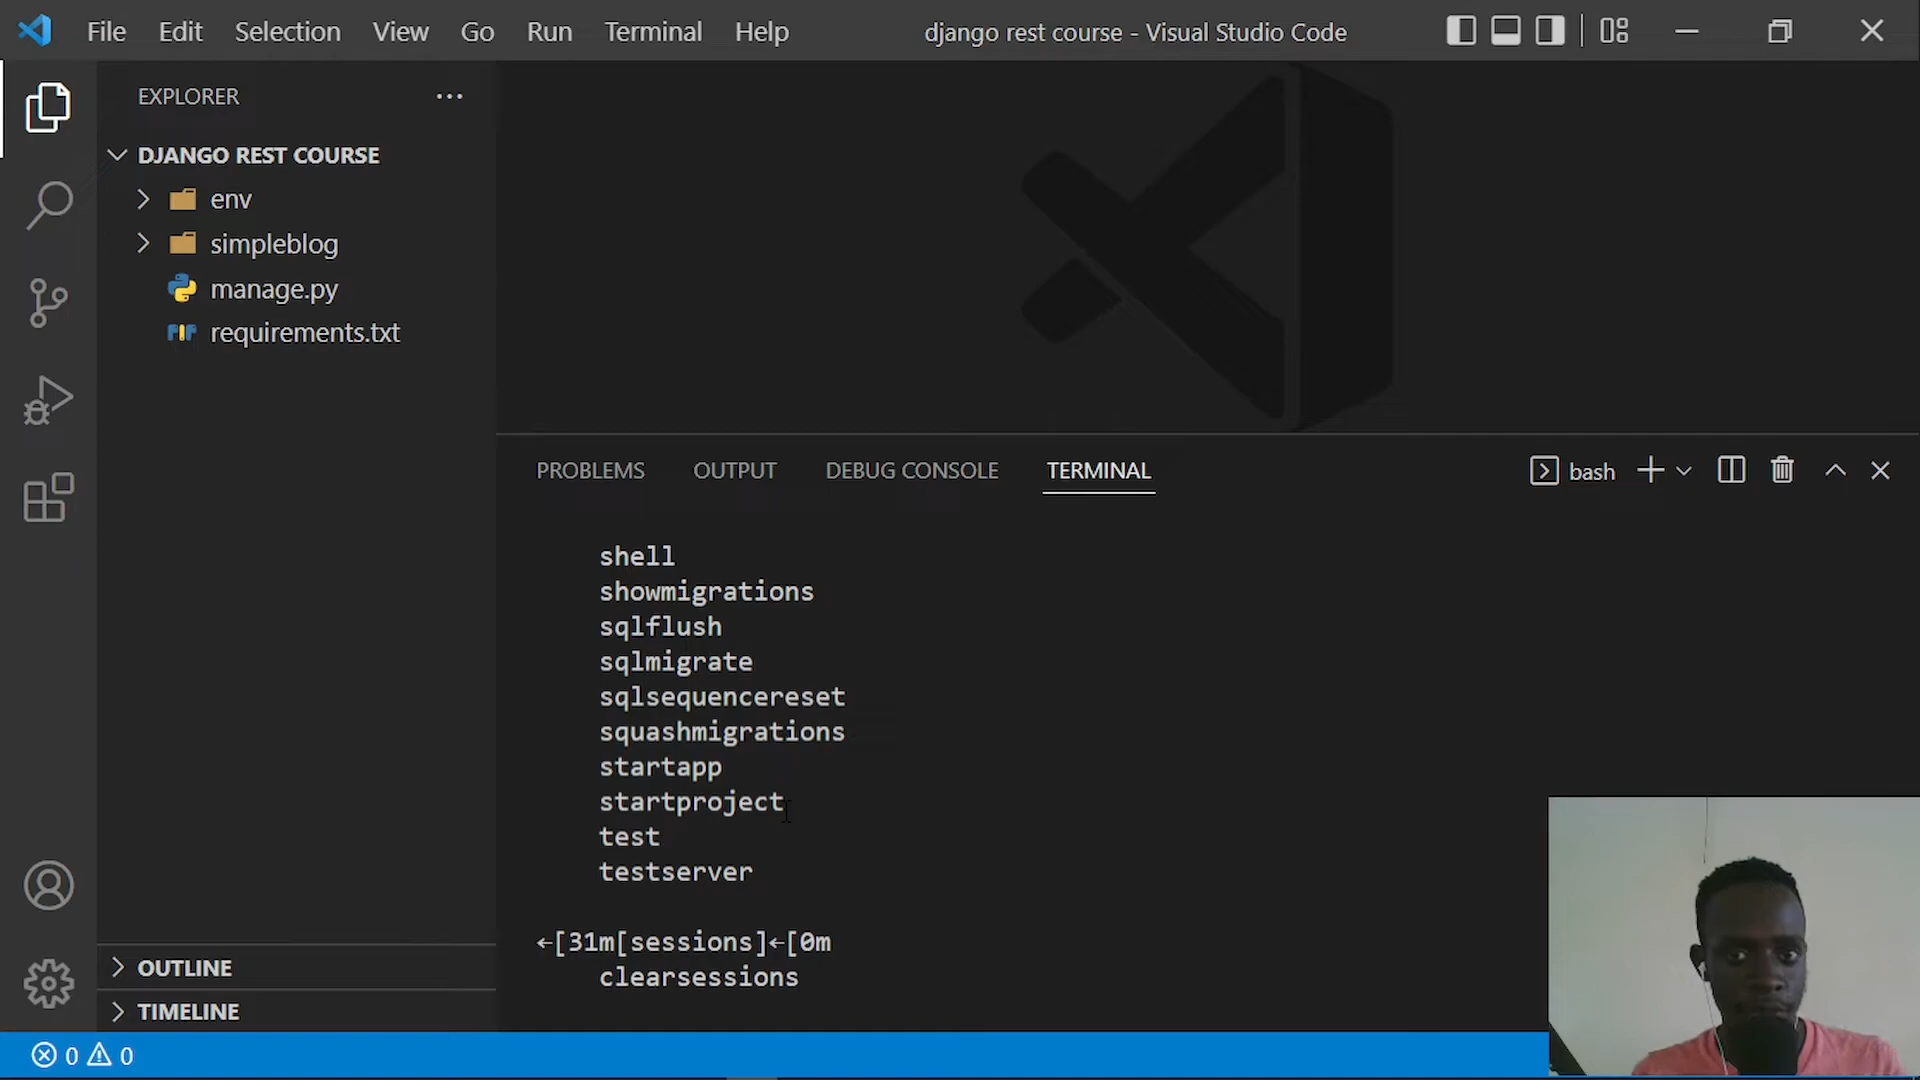 File Edit Selection View Go Run Terminal Help
django rest course - Visual Studio Code
EXPLORER
DJANGO REST COURSE
env
simpleblog
manage.py
requirements.txt
PROBLEMS OUTPUT DEBUG CONSOLE TERMINAL
bash
shell
showmigrations
sqlflush
sqlmigrate
sqlsequencereset
squashmigrations
startapp
startproject
test
testserver
←[31m[sessions]←[0m
clearsessions
OUTLINE
TIMELINE
0 0